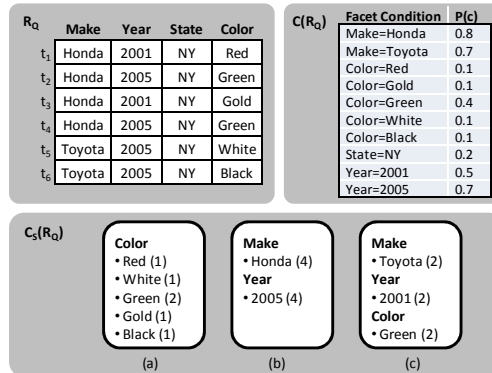 R_Q
Make Year State Color
t1 Honda 2001 NY Red
t2 Honda 2005 NY Green
t3 Honda 2001 NY Gold
t4 Honda 2005 NY Green
t5 Toyota 2005 NY White
t6 Toyota 2005 NY Black
C(R_Q)
Facet Condition P(c)
Make=Honda 0.8
Make=Toyota 0.7
Color=Red 0.1
Color=Gold 0.1
Color=Green 0.4
Color=White 0.1
Color=Black 0.1
State=NY 0.2
Year=2001 0.5
Year=2005 0.7
C_S(R_Q)
Color
• Red (1)
• White (1)
• Green (2)
• Gold (1)
• Black (1)
(a)
Make
• Honda (4)
Year
• 2005 (4)
(b)
Make
• Toyota (2)
Year
• 2001 (2)
Color
• Green (2)
(c)